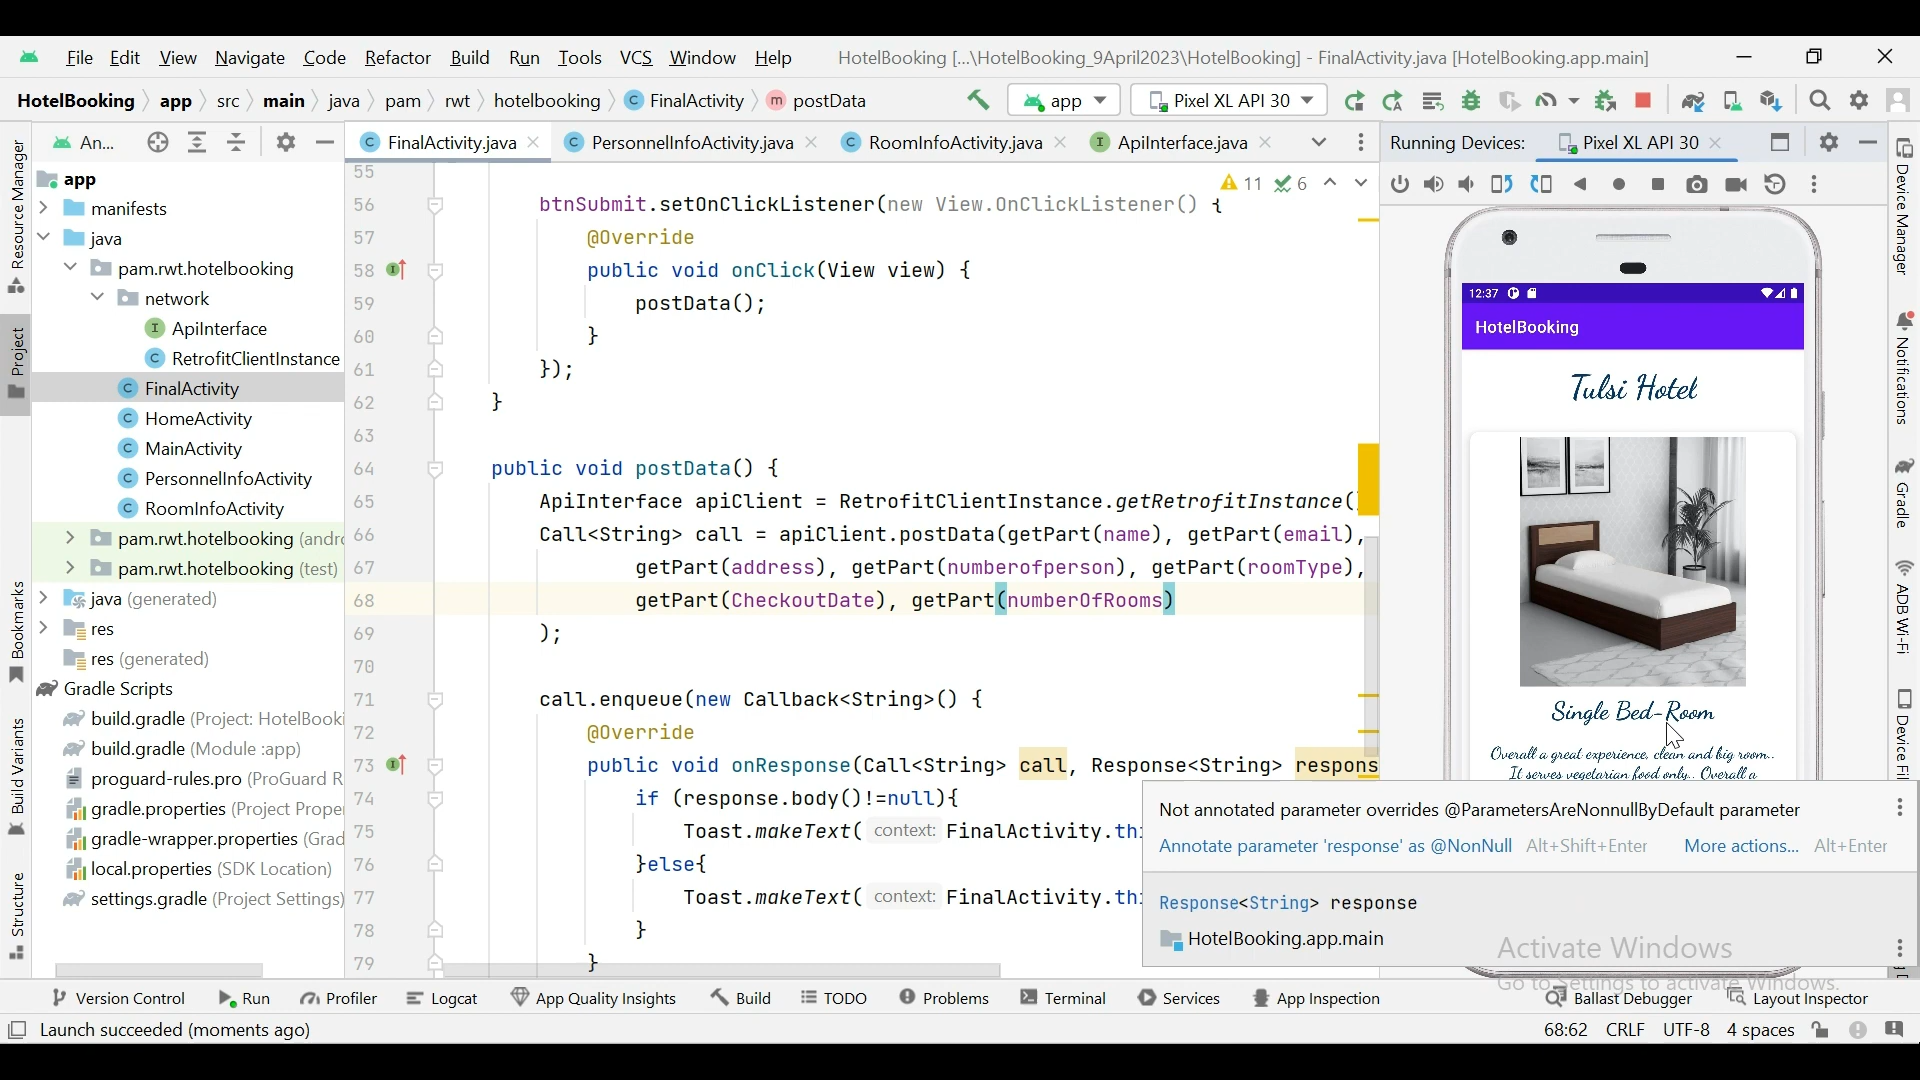 File Edit View Navigate Code Refactor Build Run Tools VCS Window Help HotelBooking [...\HotelBooking_9April2023\HotelBooking] - FinalActivity.java [HotelBooking.app.main]
HotelBooking app src main java pam rwt hotelbooking C FinalActivity m postData app Pixel XL API 30
An...
FinalActivity.java PersonnelInfoActivity.java RoomInfoActivity.java ApiInterface.java
Running Devices: Pixel XL API 30
Resource Manager
Project
Bookmarks
Build Variants
Structure
app
manifests
java
pam.rwt.hotelbooking
network
ApiInterface
RetrofitClientInstance
FinalActivity
HomeActivity
MainActivity
PersonnelInfoActivity
RoomInfoActivity
pam.rwt.hotelbooking (andro
pam.rwt.hotelbooking (test)
java (generated)
res
res (generated)
Gradle Scripts
build.gradle (Project: HotelBooki
build.gradle (Module :app)
proguard-rules.pro (ProGuard R
gradle.properties (Project Prope
gradle-wrapper.properties (Grad
local.properties (SDK Location)
settings.gradle (Project Settings)
11 6
55
56 btnSubmit.setOnClickListener(new View.OnClickListener() {
57 @Override
58 public void onClick(View view) {
59 postData();
60 }
61 });
62 }
63
64 public void postData() {
65 ApiInterface apiClient = RetrofitClientInstance.getRetrofitInstance()
66 Call<String> call = apiClient.postData(getPart(name), getPart(email),
67 getPart(address), getPart(numberofperson), getPart(roomType),
68 getPart(CheckoutDate), getPart(numberOfRooms)
69 );
70
71 call.enqueue(new Callback<String>() {
72 @Override
73 public void onResponse(Call<String> call, Response<String> respons
74 if (response.body()!=null){
75 Toast.makeText( context: FinalActivity.thi
76 }else{
77 Toast.makeText( context: FinalActivity.thi
78 }
79 }
12:37
HotelBooking
Tulsi Hotel
Single Bed-Room
Overall a great experience, clean and big room..
It serves vegetarian food only.. Overall a
Not annotated parameter overrides @ParametersAreNonnullByDefault parameter
Annotate parameter 'response' as @NonNull Alt+Shift+Enter More actions... Alt+Enter
Response<String> response
HotelBooking.app.main
Activate Windows
Go to Settings to activate Windows.
Device Manager
Notifications
Gradle
ADB Wi-Fi
Device Fil
Version Control Run Profiler Logcat App Quality Insights Build TODO Problems Terminal Services App Inspection Ballast Debugger Layout Inspector
Launch succeeded (moments ago) 68:62 CRLF UTF-8 4 spaces